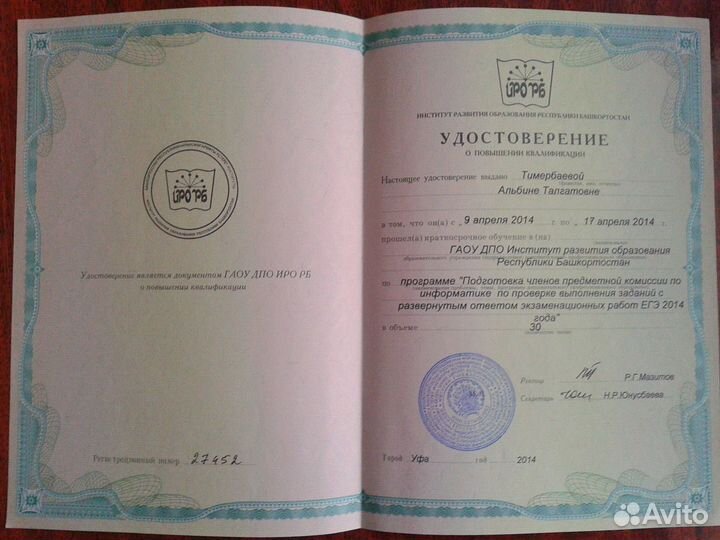 ИРО РБ
Удостоверение является документом ГАОУ ДПО ИРО РБ
о повышении квалификации
Регистрационный номер 27452
ИРО РБ
ИНСТИТУТ РАЗВИТИЯ ОБРАЗОВАНИЯ РЕСПУБЛИКИ БАШКОРТОСТАН
УДОСТОВЕРЕНИЕ
О ПОВЫШЕНИИ КВАЛИФИКАЦИИ
Настоящее удостоверение выдано Тимербаевой
Альбине Талгатовне
в том, что он(а) с „ 9 апреля 2014 г. по „ 17 апреля 2014 г.
прошел(а) краткосрочное обучение в (на)
ГАОУ ДПО Институт развития образования
Республики Башкортостан
по программе "Подготовка членов предметной комиссии по
информатике по проверке выполнения заданий с
развернутым ответом экзаменационных работ ЕГЭ 2014
года"
в объеме 30
Ректор Р.Г.Мазитов
Секретарь Н.Р.Юнусбаева
Город Уфа год 2014
Avito